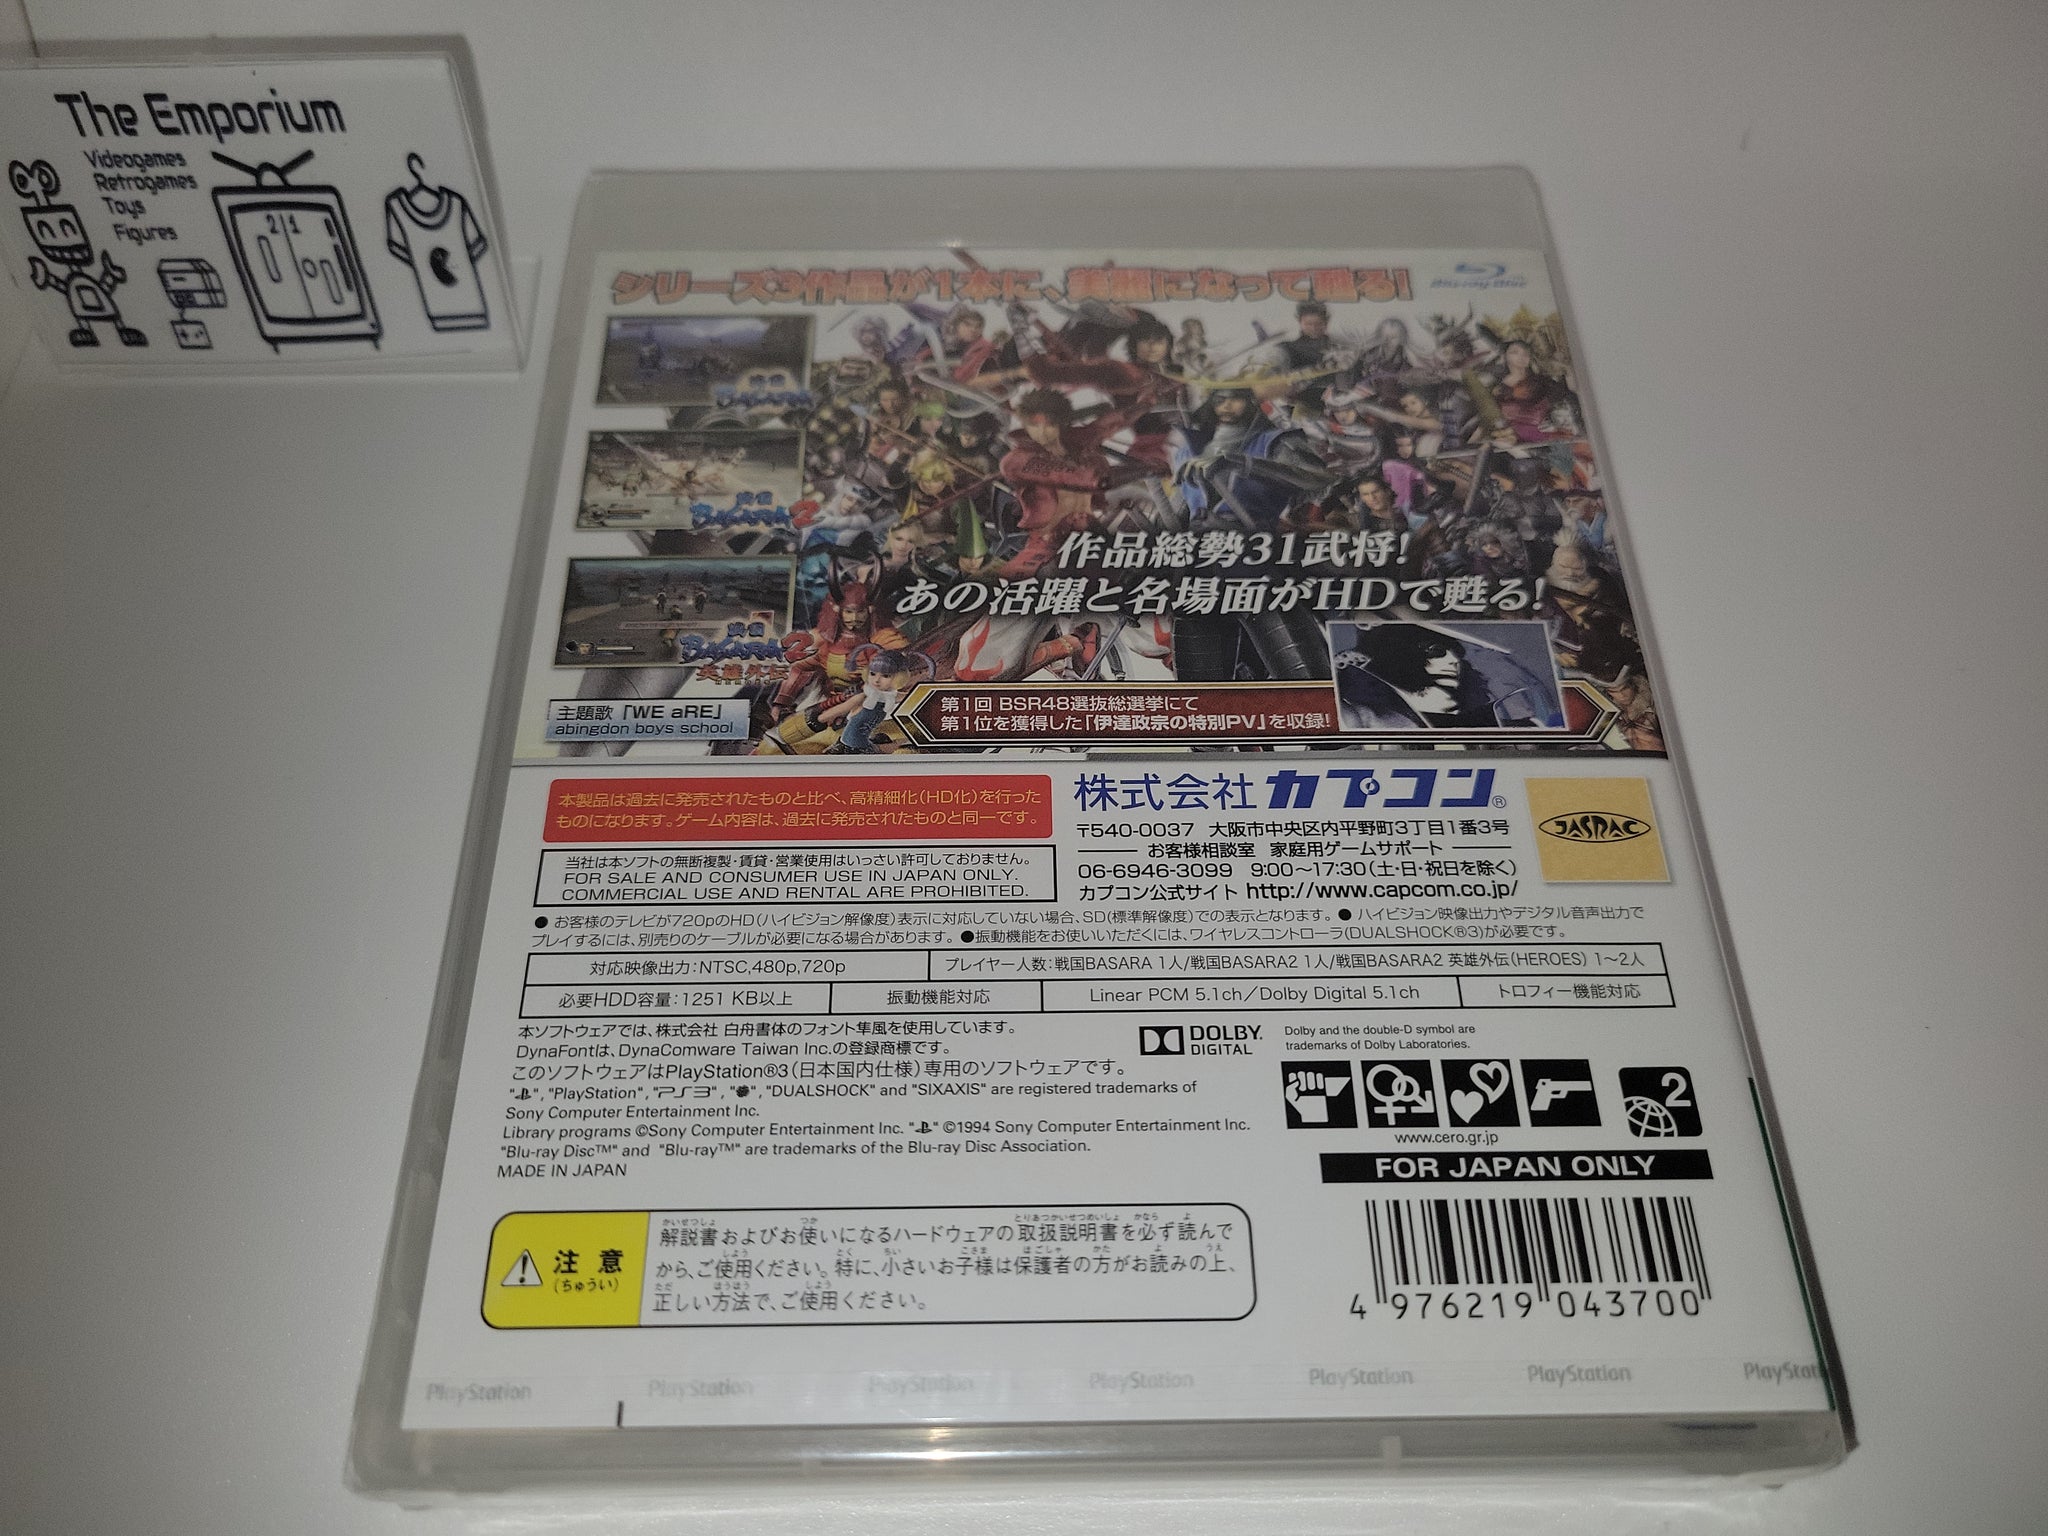 The Emporium
Videogames
Retrogames
Toys
Figures
2 1
シリーズ3作品が1本に、美麗になって甦る!
Blu-ray Disc
戦国 BASARA
戦国 BASARA2
戦国 BASARA2
英雄外伝
作品総勢31武将!
あの活躍と名場面がHDで甦る!
第1回 BSR48選抜総選挙にて
第1位を獲得した「伊達政宗の特別PV」を収録!
主題歌「WE aRE」
abingdon boys school
本製品は過去に発売されたものと比べ、高精細化(HD化)を行った
ものになります。ゲーム内容は、過去に発売されたものと同一です。
当社は本ソフトの無断複製・賃貸・営業使用はいっさい許可しておりません。
FOR SALE AND CONSUMER USE IN JAPAN ONLY.
COMMERCIAL USE AND RENTAL ARE PROHIBITED.
株式会社 カプコン®
〒540-0037 大阪市中央区内平野町3丁目1番3号
お客様相談室 家庭用ゲームサポート
06-6946-3099 9:00〜17:30(土・日・祝日を除く)
カプコン公式サイト http://www.capcom.co.jp/
JASRAC
● お客様のテレビが720pのHD(ハイビジョン解像度)表示に対応していない場合、SD(標準解像度)での表示となります。● ハイビジョン映像出力やデジタル音声出力で
プレイするには、別売りのケーブルが必要になる場合があります。●振動機能をお使いいただくには、ワイヤレスコントローラ(DUALSHOCK®3)が必要です。
対応映像出力:NTSC,480p,720p
プレイヤー人数:戦国BASARA 1人/戦国BASARA2 1人/戦国BASARA2 英雄外伝(HEROES) 1〜2人
必要HDD容量:1251 KB以上
振動機能対応
Linear PCM 5.1ch/Dolby Digital 5.1ch
トロフィー機能対応
本ソフトウェアでは、株式会社 白舟書体のフォント隼風を使用しています。
DynaFontは、DynaComware Taiwan Inc.の登録商標です。
このソフトウェアはPlayStation®3(日本国内仕様)専用のソフトウェアです。
DOLBY.
DIGITAL
Dolby and the double-D symbol are
trademarks of Dolby Laboratories.
" ", "PlayStation", "PS3", " ", "DUALSHOCK" and "SIXAXIS" are registered trademarks of
Sony Computer Entertainment Inc.
Library programs ©Sony Computer Entertainment Inc. " " ©1994 Sony Computer Entertainment Inc.
"Blu-ray Disc™" and "Blu-ray™" are trademarks of the Blu-ray Disc Association.
MADE IN JAPAN
2
www.cero.gr.jp
FOR JAPAN ONLY
注意
(ちゅうい)
解説書およびお使いになるハードウェアの取扱説明書を必ず読んで
から、ご使用ください。特に、小さいお子様は保護者の方がお読みの上、
正しい方法で、ご使用ください。
4 976219 043700
PlayStation PlayStation PlayStation PlayStation PlayStation PlayStation PlayStation